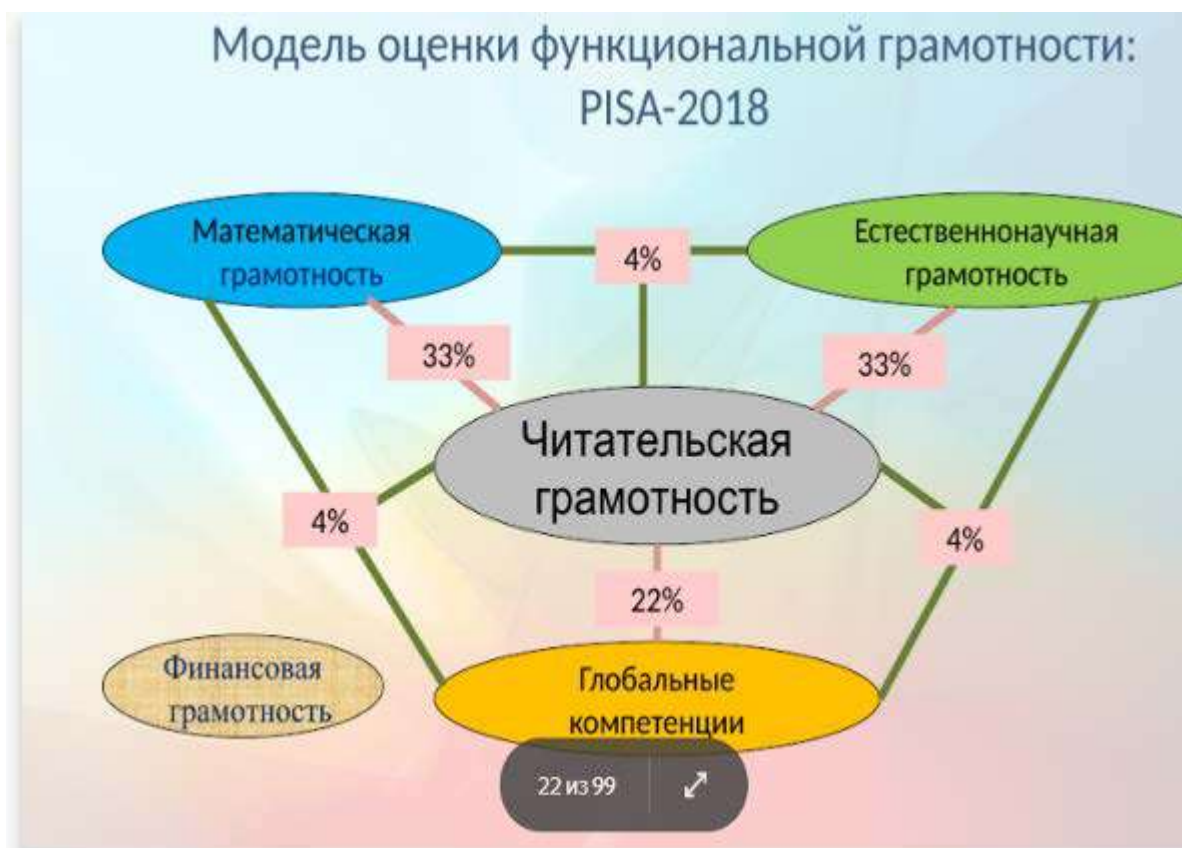 Модель оценки функциональной грамотности:
PISA-2018
Математическая
грамотность
4%
Естественнонаучная
грамотность
33%
33%
Читательская
грамотность
4%
4%
22%
Финансовая
грамотность
Глобальные
компетенции
22 из 99